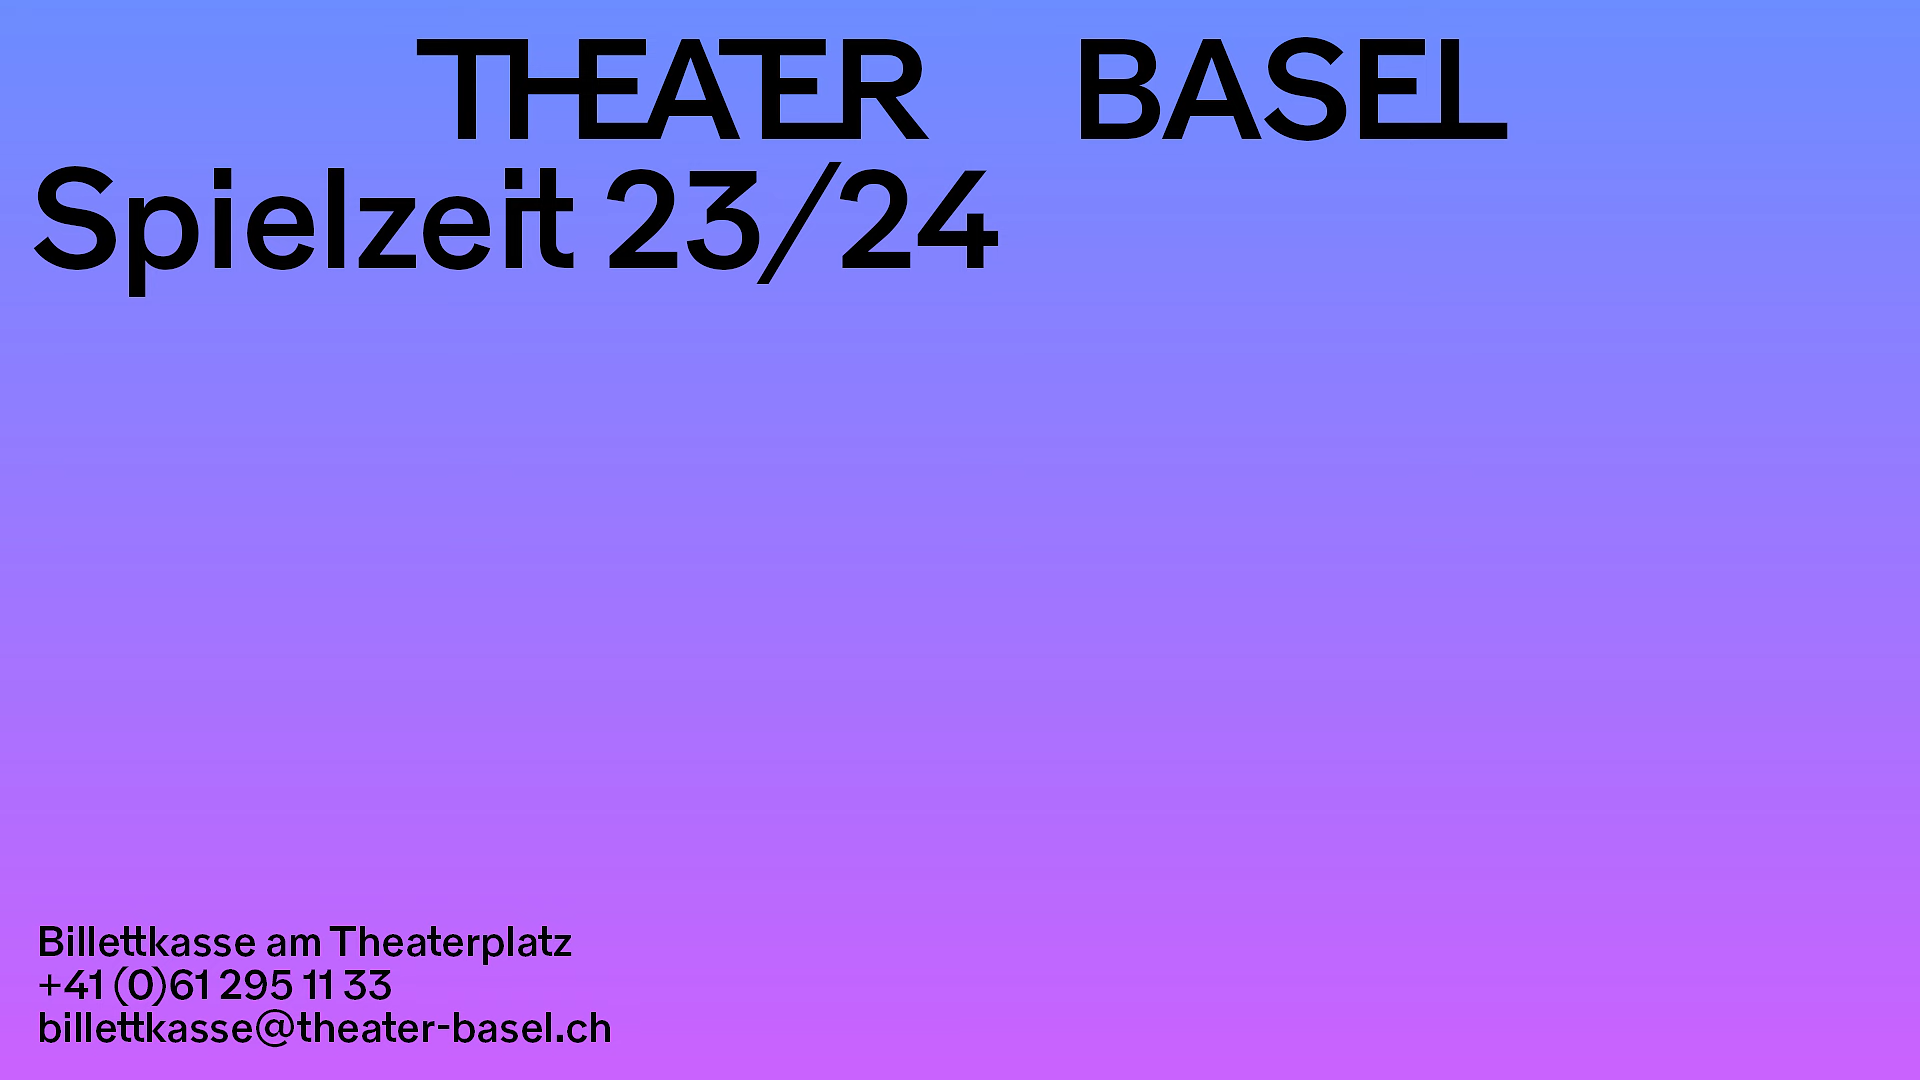 THEATER BASEL
Spielzeit 23/24
Billettkasse am Theaterplatz
+41 (0)61 295 11 33
billettkasse@theater-basel.ch